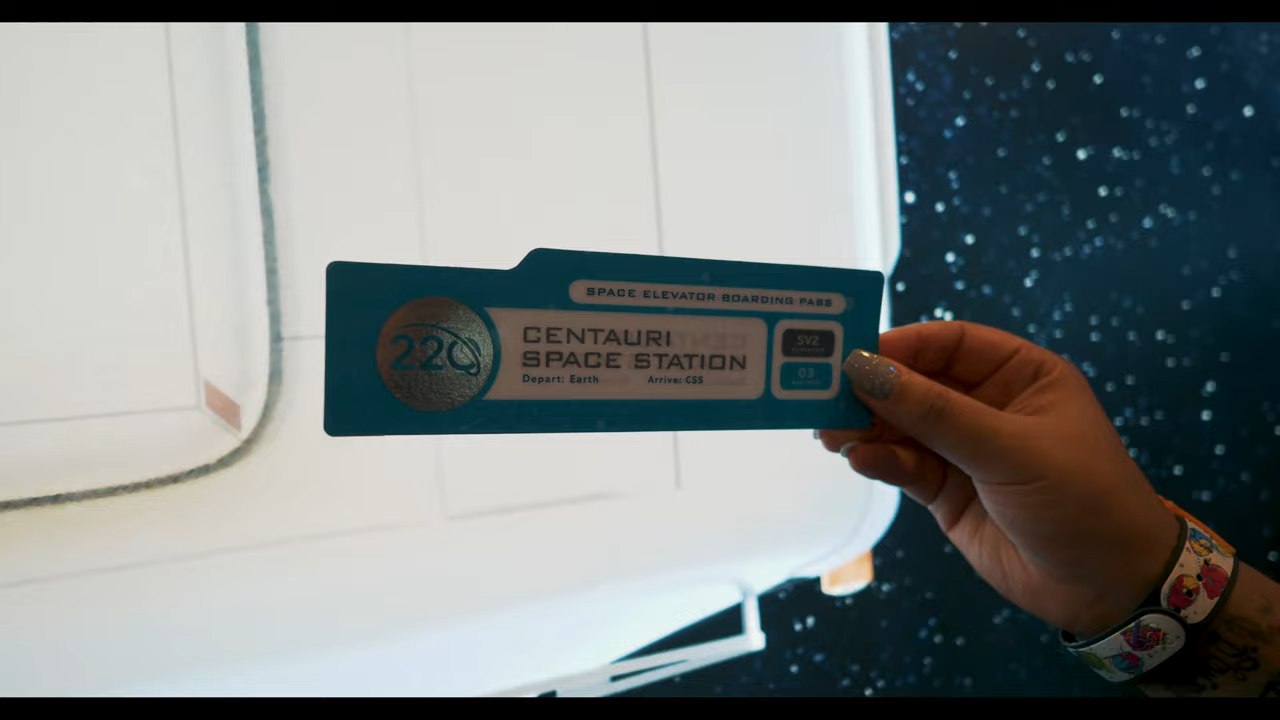 SPACE ELEVATOR BOARDING PASS
220
CENTAURI
SPACE STATION
Depart: Earth Arrive: CSS
SV2
03